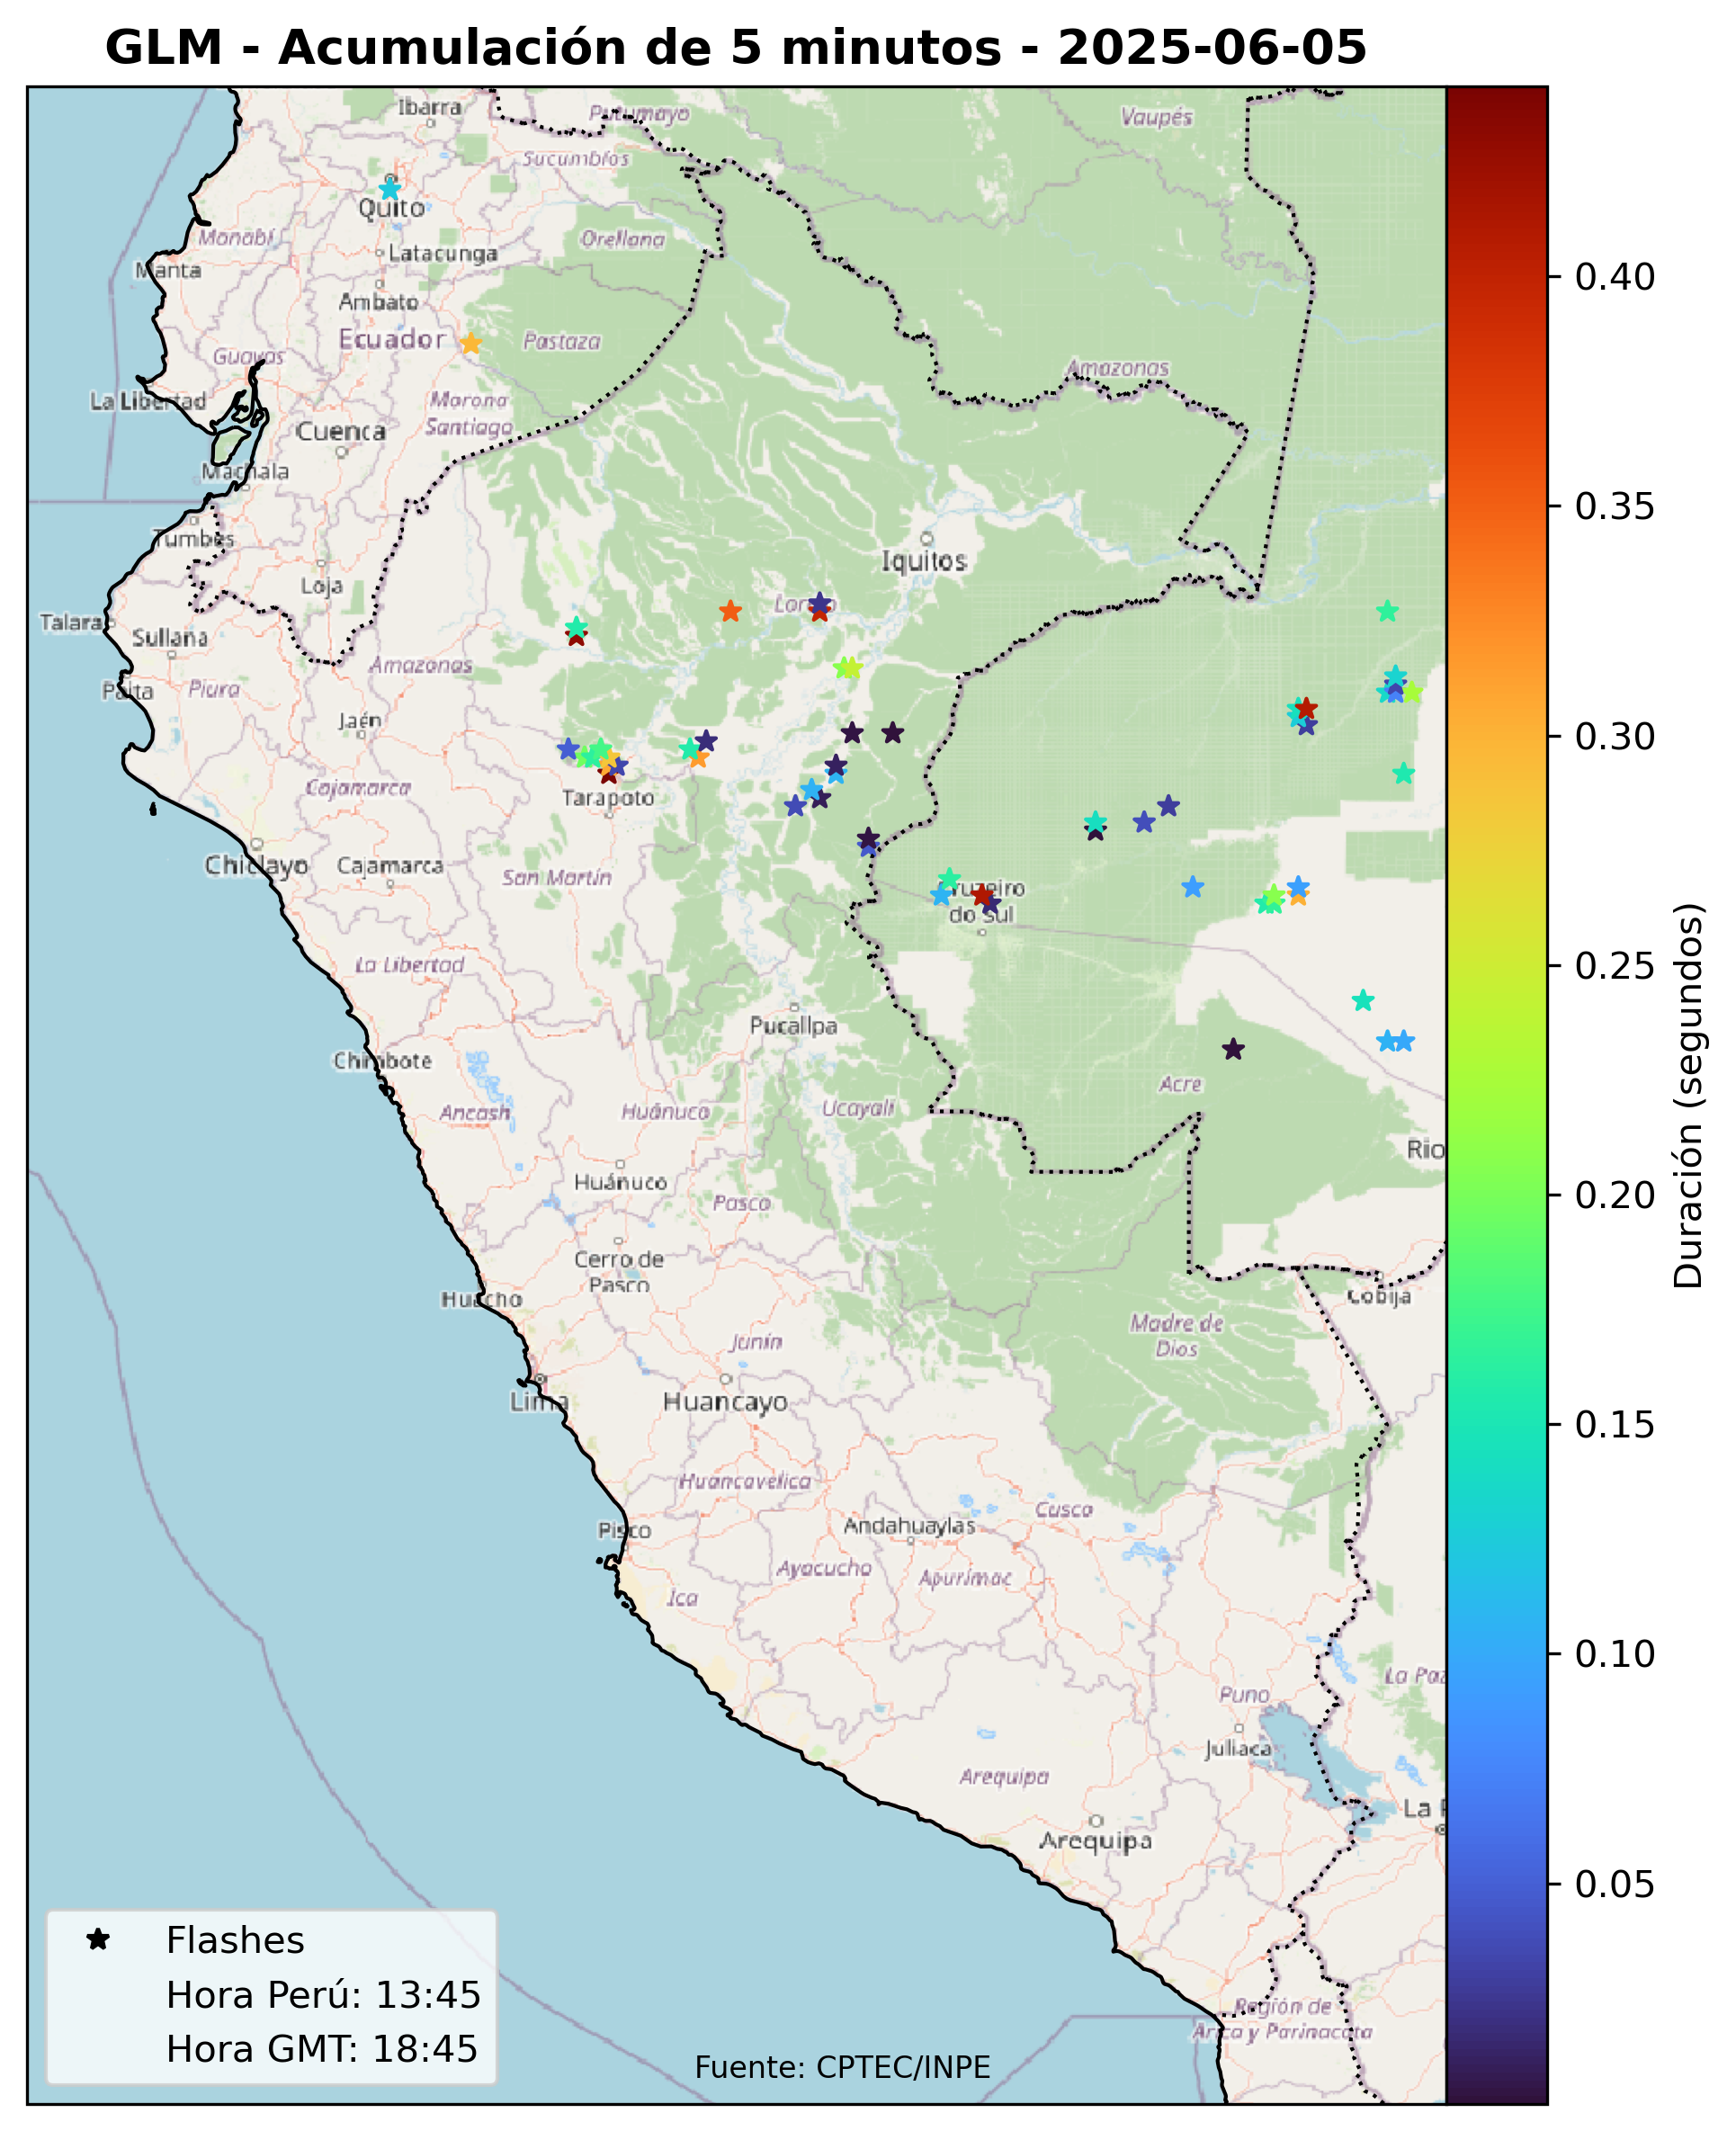 GLM - Acumulación de 5 minutos - 2025-06-05
Ibarra
Putumayo
Vaupés
Sucumbíos
Quito
Manabí
Orellana
Latacunga
Manta
Ambato
Ecuador
Pastaza
Guayas
Amazonas
La Libertad
Morona
Santiago
Cuenca
Machala
Tumbes
Iquitos
Loja
Talara
Sullana
Amazonas
Paita
Piura
Jaén
Cajamarca
Tarapoto
Chiclayo
Cajamarca
San Martín
do Sul
La Libertad
Pucallpa
Chimbote
Acre
Ancash
Huánuco
Ucayali
Rio
Huánuco
Pasco
Cerro de
Pasco
Huacho
Cobija
Madre de
Dios
Junín
Lima
Huancayo
Huancavelica
Cusco
Pisco
Andahuaylas
Ayacucho
Apurímac
Ica
La Paz
Puno
Juliaca
Arequipa
La P
Arequipa
Región de
Arica y Parinacota
Flashes
Hora Perú: 13:45
Hora GMT: 18:45
Fuente: CPTEC/INPE
0.40
0.35
0.30
0.25
0.20
0.15
0.10
0.05
Duración (segundos)